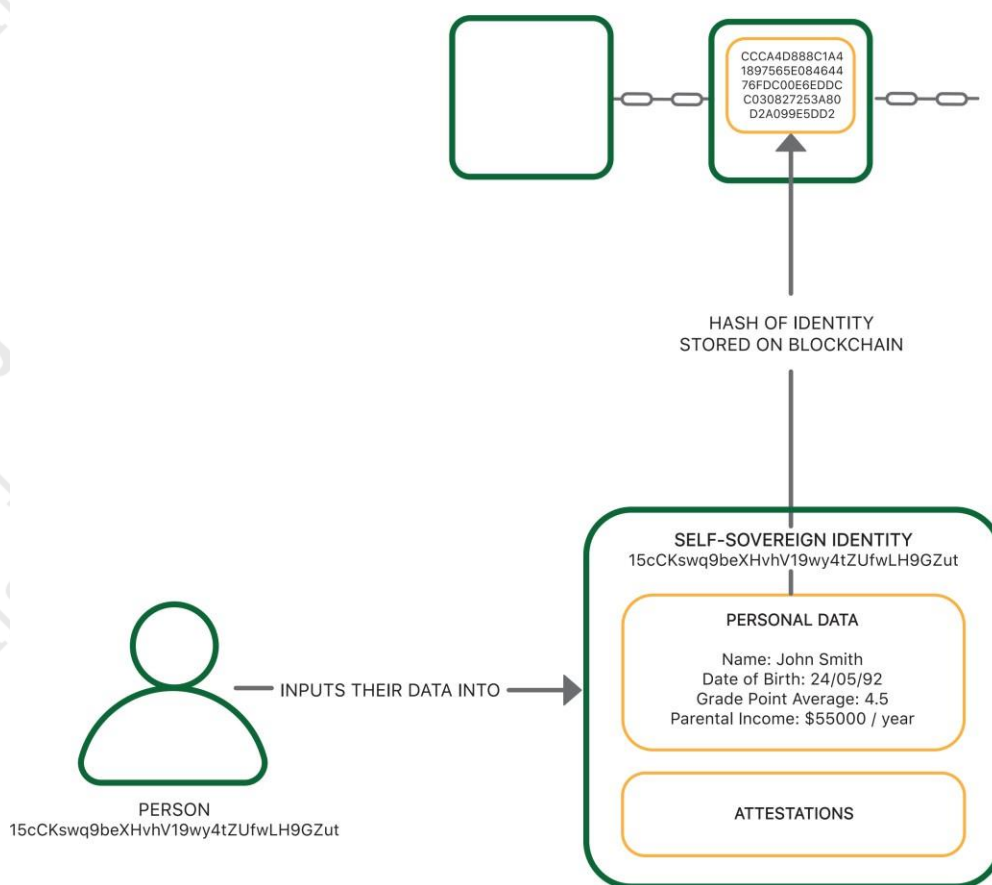 CCCA4D888C1A4
1897565E084644
76FDC00E6EDDC
C030827253A80
D2A099E5DD2
HASH OF IDENTITY
STORED ON BLOCKCHAIN
SELF-SOVEREIGN IDENTITY
15cCKswq9beXHvhV19wy4tZUfwLH9GZut
PERSONAL DATA
Name: John Smith
Date of Birth: 24/05/92
Grade Point Average: 4.5
Parental Income: $55000 / year
INPUTS THEIR DATA INTO
ATTESTATIONS
PERSON
15cCKswq9beXHvhV19wy4tZUfwLH9GZut